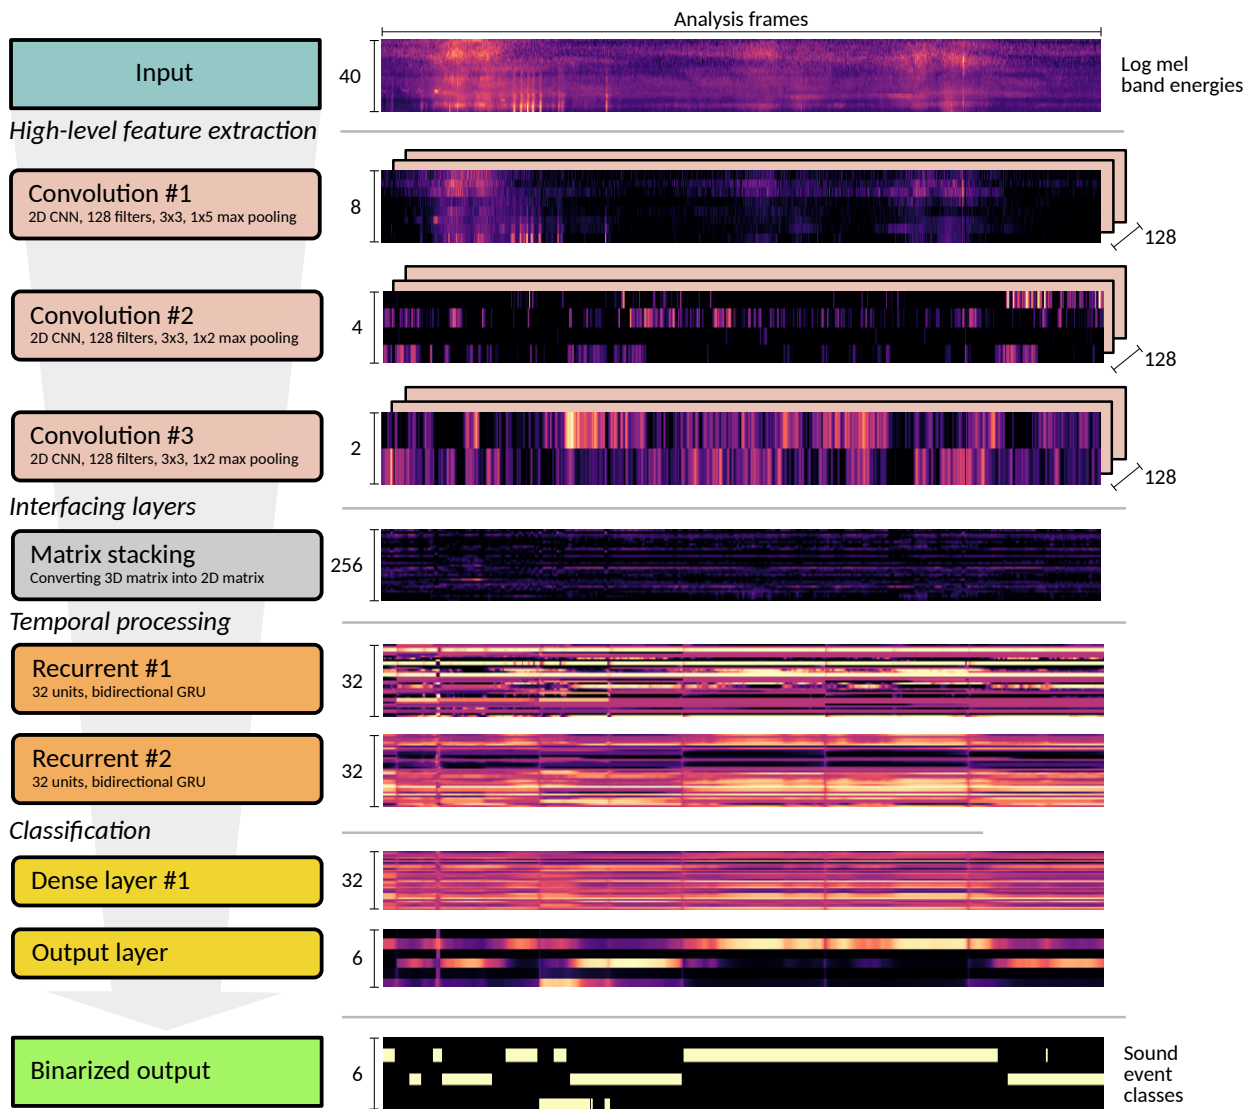 Analysis frames
Input
40
Log mel
band energies
High-level feature extraction
Convolution #1
2D CNN, 128 filters, 3x3, 1x5 max pooling
8
128
Convolution #2
2D CNN, 128 filters, 3x3, 1x2 max pooling
4
128
Convolution #3
2D CNN, 128 filters, 3x3, 1x2 max pooling
2
128
Interfacing layers
Matrix stacking
Converting 3D matrix into 2D matrix
256
Temporal processing
Recurrent #1
32 units, bidirectional GRU
32
Recurrent #2
32 units, bidirectional GRU
32
Classification
Dense layer #1
32
Output layer
6
Binarized output
6
Sound
event
classes